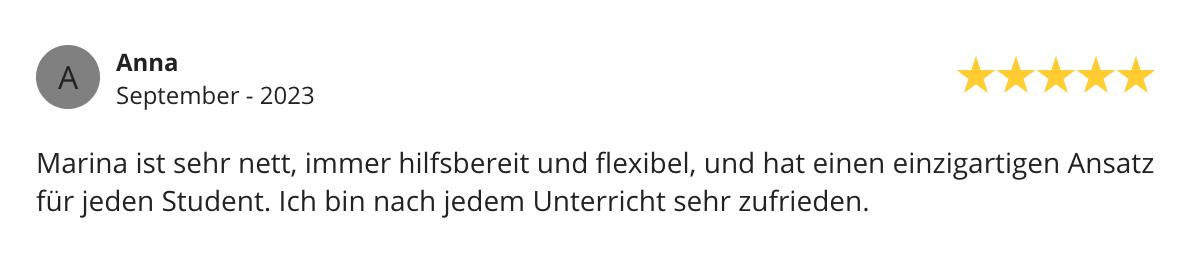 A
Anna
September - 2023
Marina ist sehr nett, immer hilfsbereit und flexibel, und hat einen einzigartigen Ansatz
für jeden Student. Ich bin nach jedem Unterricht sehr zufrieden.